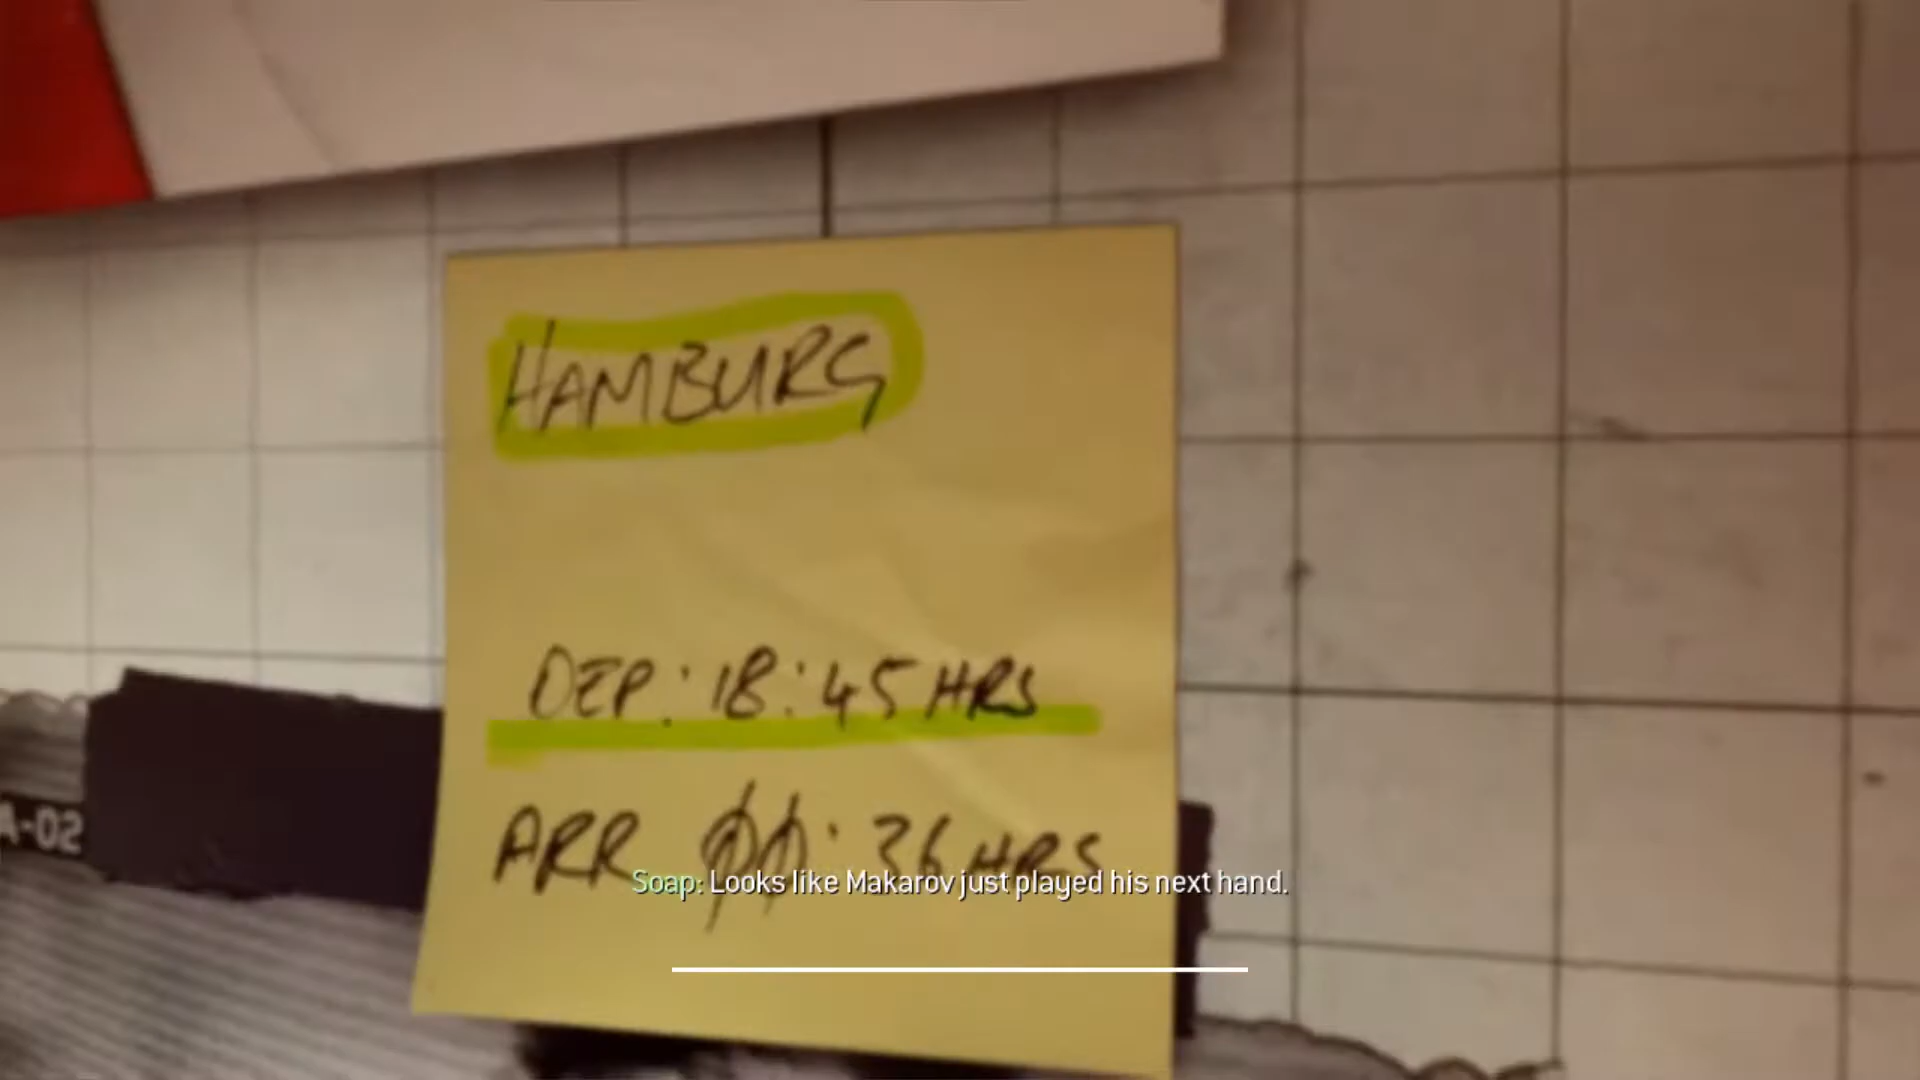 HAMBURG
DEP: 18:45 HRS
A-02
ARR 00:36 HRS
Soap: Looks like Makarov just played his next hand.